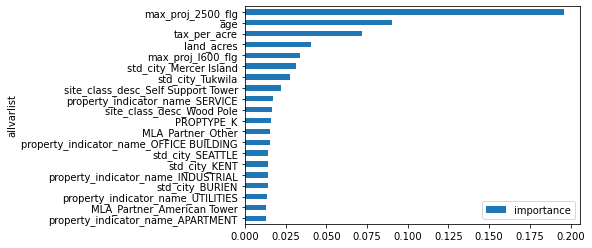 max_proj_2500_flg
age
tax_per_acre
land_acres
max_proj_l600_flg
std_city_Mercer Island
std_city_Tukwila
site_class_desc_Self Support Tower
property_indicator_name_SERVICE
site_class_desc_Wood Pole
PROPTYPE_K
MLA_Partner_Other
property_indicator_name_OFFICE BUILDING
std_city_SEATTLE
std_city_KENT
property_indicator_name_INDUSTRIAL
std_city_BURIEN
property_indicator_name_UTILITIES
MLA_Partner_American Tower
property_indicator_name_APARTMENT
allvarlist
importance
0.000 0.025 0.050 0.075 0.100 0.125 0.150 0.175 0.200